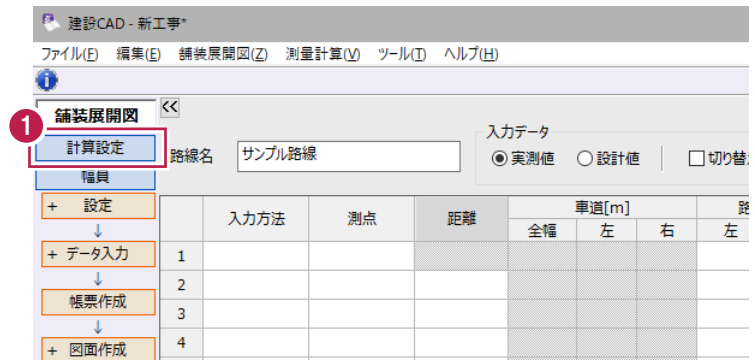 建設CAD - 新工事*
ファイル(F) 編集(E) 舗装展開図(Z) 測量計算(V) ツール(T) ヘルプ(H)
舗装展開図
1
計算設定
幅員
+ 設定
↓
+ データ入力
↓
帳票作成
↓
+ 図面作成
<<
路線名 サンプル路線
入力データ
実測値 設計値 切り替
入力方法 測点 距離 車道[m] 路
全幅 左 右 左
1
2
3
4